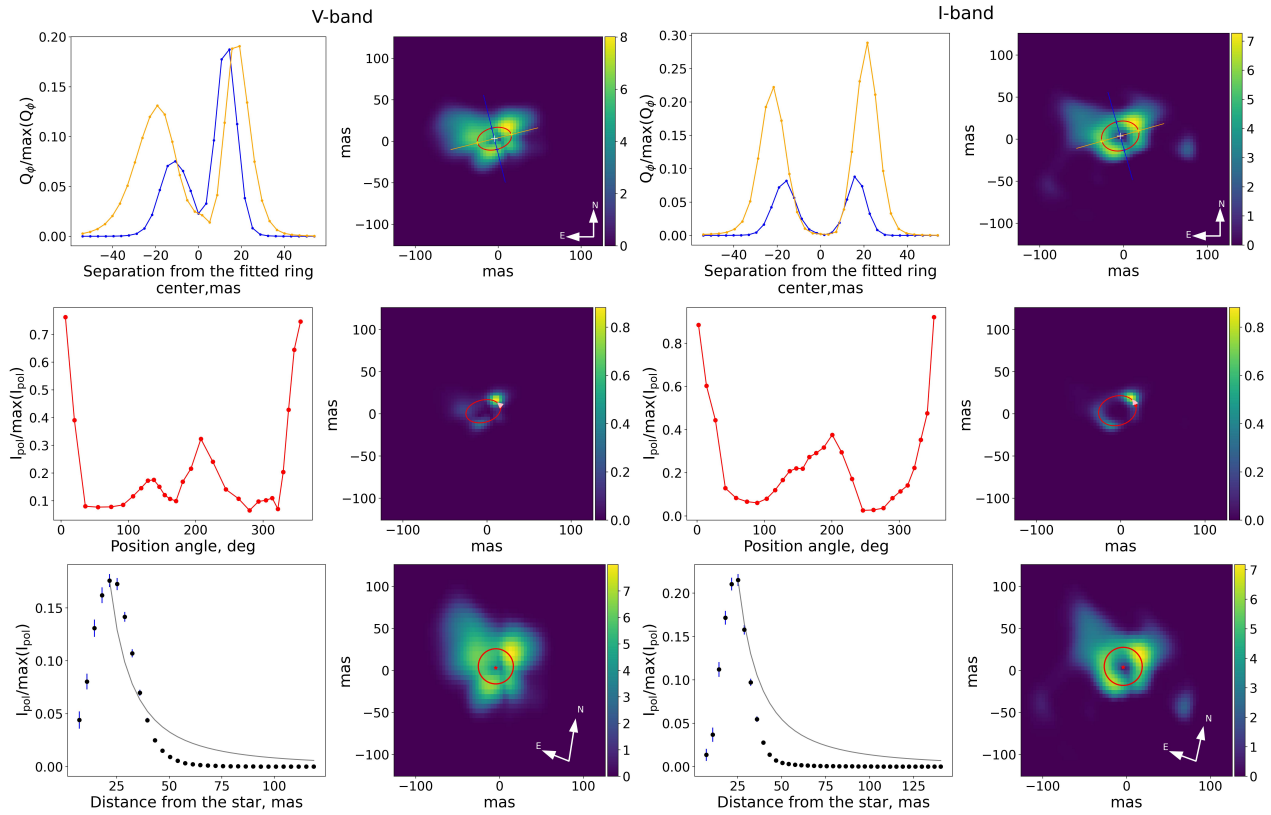 V-band
I-band
0.20
0.15
0.10
0.05
0.00
Qϕ/max(Qϕ)
−40 −20 0 20 40
Separation from the fitted ring
center,mas
100
50
0
−50
−100
mas
−100 0 100
mas
N
E
8
6
4
2
0
0.30
0.25
0.20
0.15
0.10
0.05
0.00
Qϕ/max(Qϕ)
−40 −20 0 20 40
Separation from the fitted ring
center,mas
100
50
0
−50
−100
mas
−100 0 100
mas
N
E
7
6
5
4
3
2
1
0
0.7
0.6
0.5
0.4
0.3
0.2
0.1
Ipol/max(Ipol)
0 100 200 300
Position angle, deg
100
50
0
−50
−100
mas
−100 0 100
mas
0.8
0.6
0.4
0.2
0.0
0.8
0.6
0.4
0.2
0.0
Ipol/max(Ipol)
0 100 200 300
Position angle, deg
100
50
0
−50
−100
mas
−100 0 100
mas
0.8
0.6
0.4
0.2
0.0
0.15
0.10
0.05
0.00
Ipol/max(Ipol)
25 50 75 100
Distance from the star, mas
100
50
0
−50
−100
mas
−100 0 100
mas
N
E
7
6
5
4
3
2
1
0
0.20
0.15
0.10
0.05
0.00
Ipol/max(Ipol)
25 50 75 100 125
Distance from the star, mas
100
50
0
−50
−100
mas
−100 0 100
mas
N
E
7
6
5
4
3
2
1
0